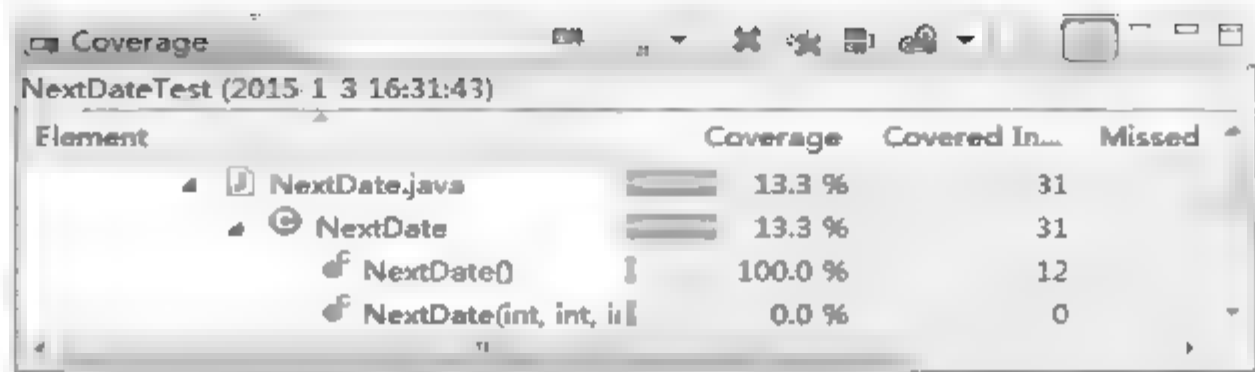 Coverage
NextDateTest (2015-1-3 16:31:43)
Element Coverage Covered In... Missed
NextDate.java 13.3 % 31
NextDate 13.3 % 31
NextDate() 100.0 % 12
NextDate(int, int, i 0.0 % 0